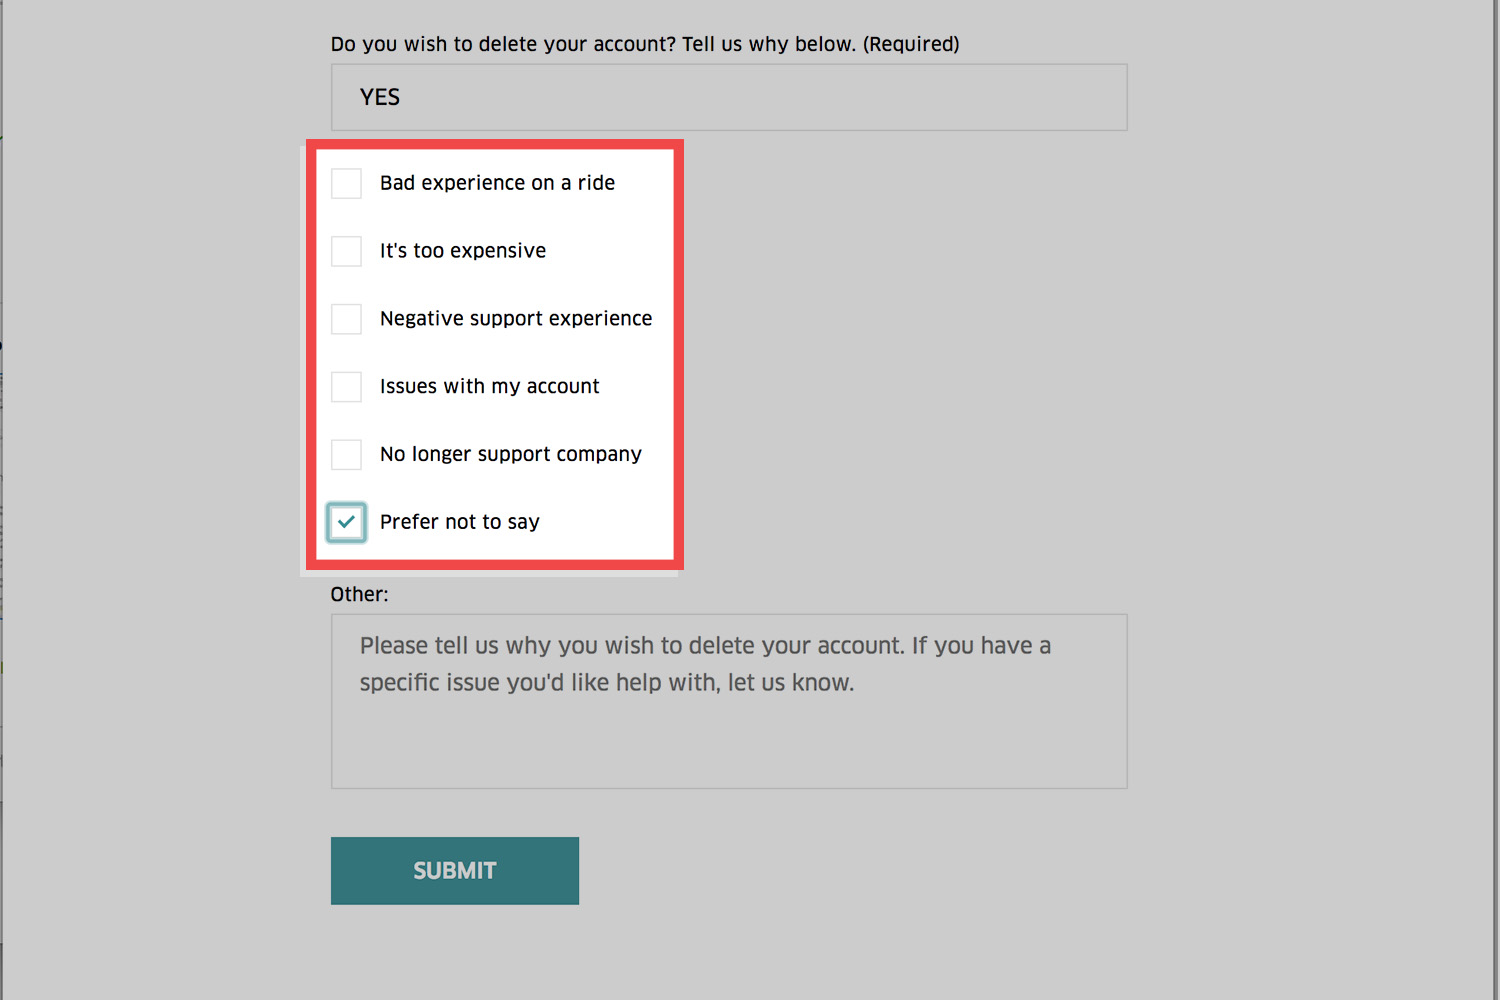 Do you wish to delete your account? Tell us why below. (Required)
YES
Bad experience on a ride
It's too expensive
Negative support experience
Issues with my account
No longer support company
Prefer not to say
Other:
Please tell us why you wish to delete your account. If you have a
specific issue you'd like help with, let us know.
SUBMIT